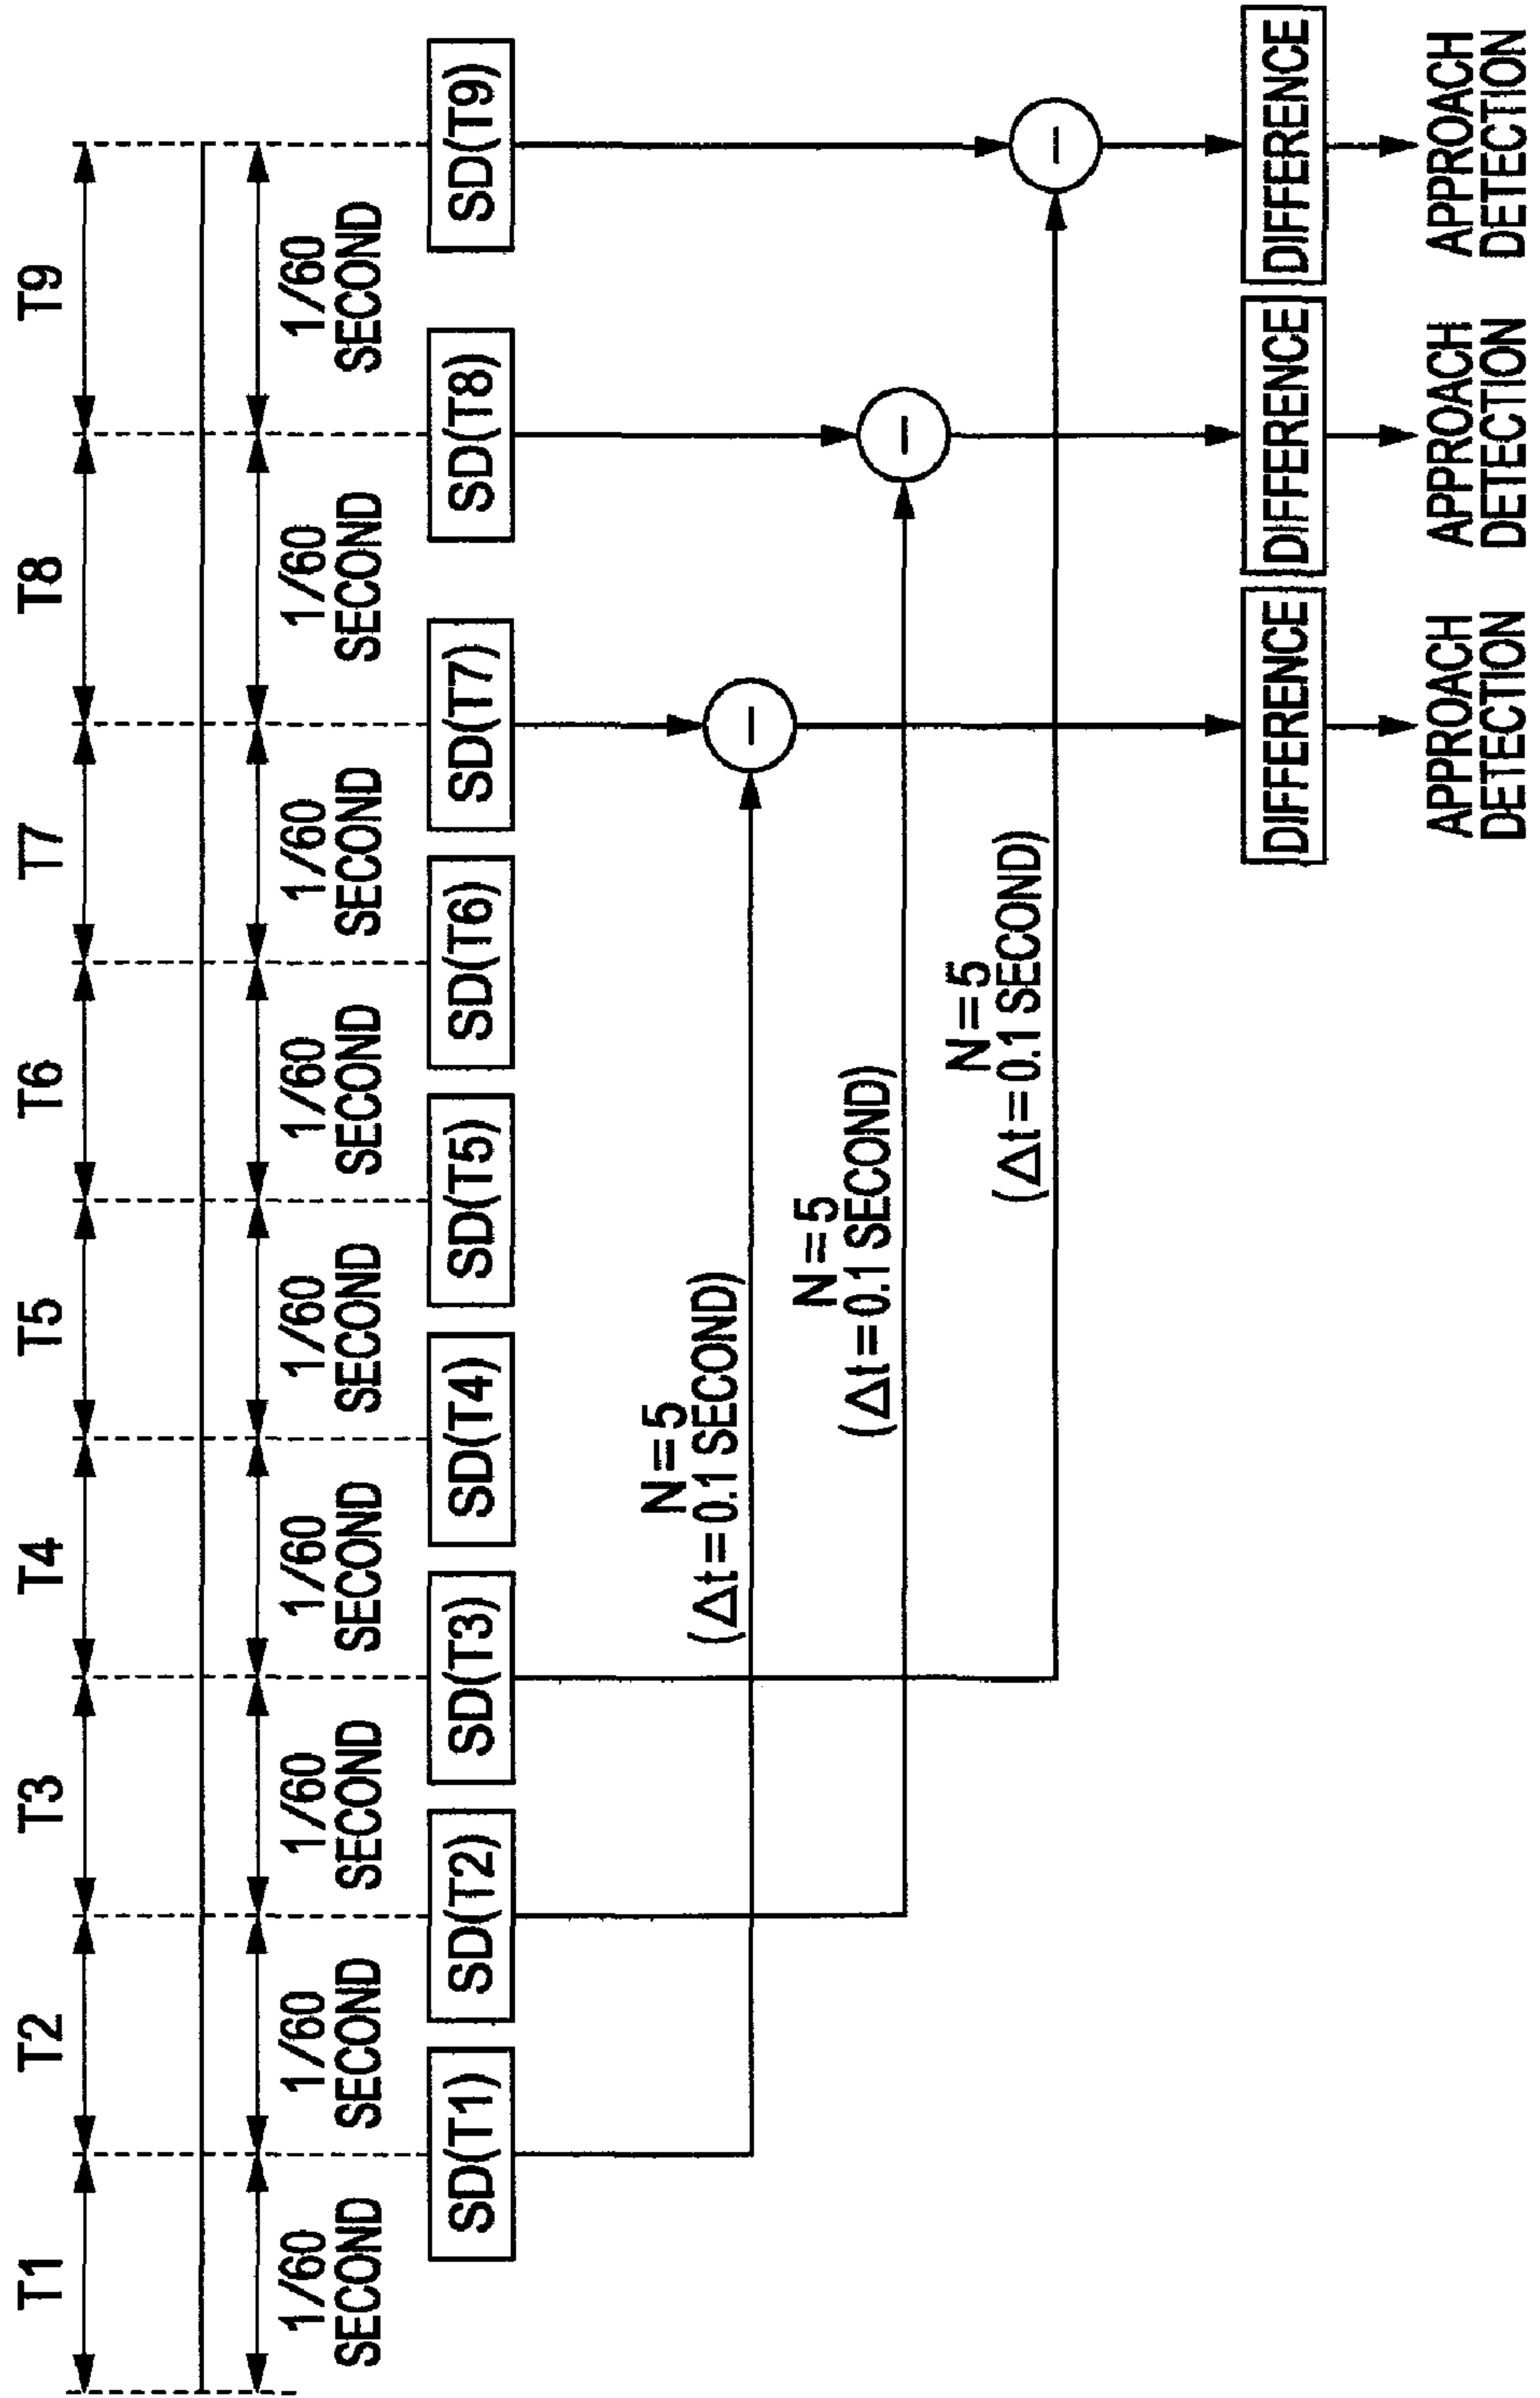 T1
T2
T3
T4
T5
T6
T7
T8
T9
1/60
SECOND
1/60
SECOND
1/60
SECOND
1/60
SECOND
1/60
SECOND
1/60
SECOND
1/60
SECOND
1/60
SECOND
1/60
SECOND
SD(T1)
SD(T2)
SD(T3)
SD(T4)
SD(T5)
SD(T6)
SD(T7)
SD(T8)
SD(T9)
N=5
(Δt=0.1 SECOND)
−
N=5
(Δt=0.1 SECOND)
−
N=5
(Δt=0.1 SECOND)
−
DIFFERENCE
DIFFERENCE
DIFFERENCE
APPROACH
DETECTION
APPROACH
DETECTION
APPROACH
DETECTION